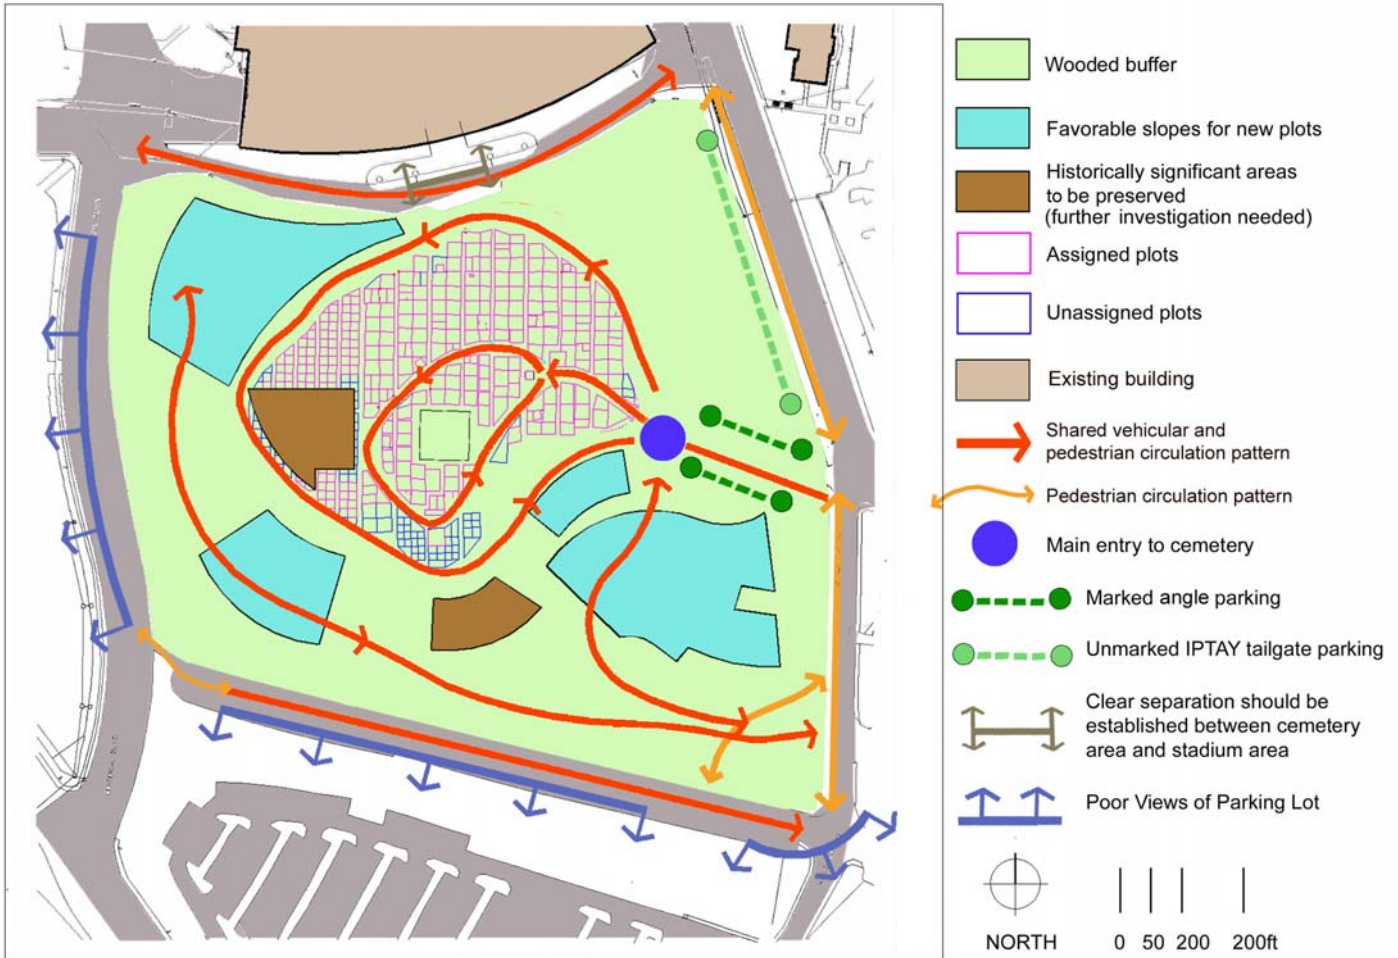 Wooded buffer
Favorable slopes for new plots
Historically significant areas
to be preserved
(further investigation needed)
Assigned plots
Unassigned plots
Existing building
Shared vehicular and
pedestrian circulation pattern
Pedestrian circulation pattern
Main entry to cemetery
Marked angle parking
Unmarked IPTAY tailgate parking
Clear separation should be
established between cemetery
area and stadium area
Poor Views of Parking Lot
NORTH
0 50 200 200ft